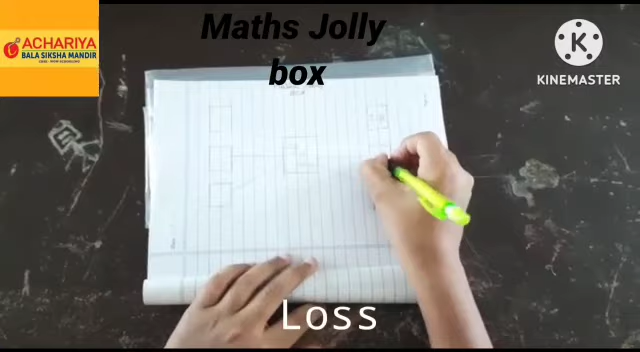 ACHARIYA
BALA SIKSHA MANDIR
Maths Jolly
box
KINEMASTER
Loss